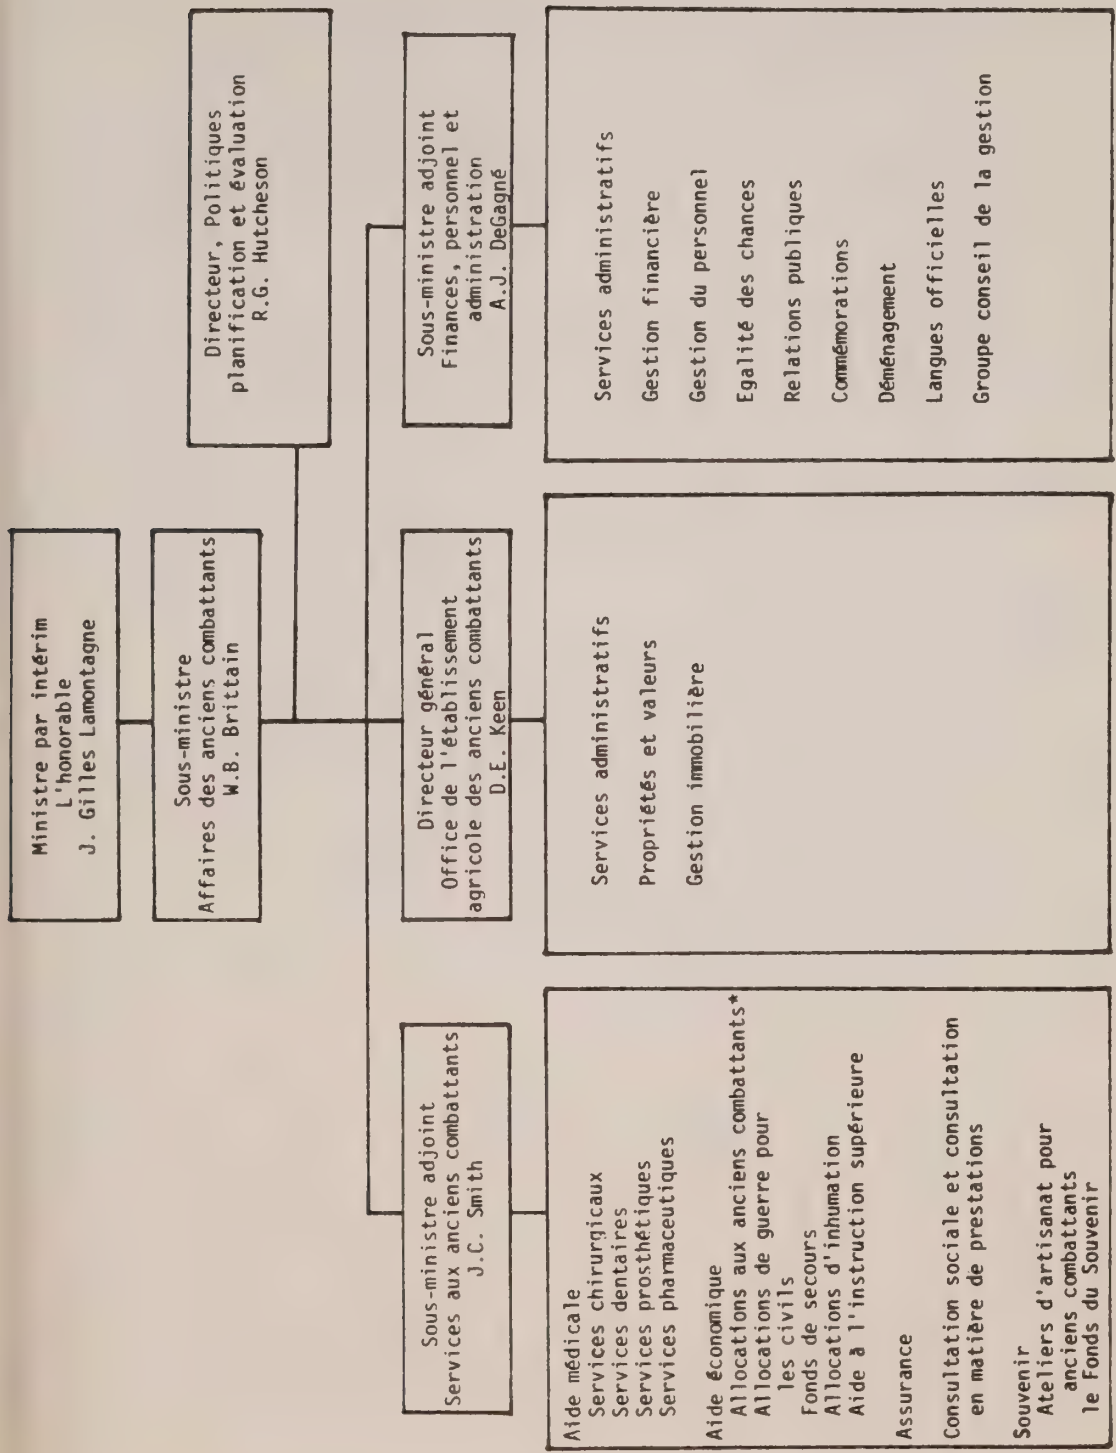 Ministre par intérim
L'honorable
J. Gilles Lamontagne
Sous-ministre
Affaires des anciens combattants
W.B. Brittain
Directeur, Politiques
planification et évaluation
R.G. Hutcheson
Sous-ministre adjoint
Services aux anciens combattants
J.C. Smith
Directeur général
Office de l'établissement
agricole des anciens combattants
D.E. Keen
Sous-ministre adjoint
Finances, personnel et
administration
A.J. DeGagné
Aide médicale
Services chirurgicaux
Services dentaires
Services prosthétiques
Services pharmaceutiques
Aide économique
Allocations aux anciens combattants*
Allocations de guerre pour
les civils
Fonds de secours
Allocations d'inhumation
Aide à l'instruction supérieure
Assurance
Consultation sociale et consultation
en matière de prestations
Souvenir
Ateliers d'artisanat pour
anciens combattants
le Fonds du Souvenir
Services administratifs
Propriétés et valeurs
Gestion immobilière
Services administratifs
Gestion financière
Gestion du personnel
Egalité des chances
Relations publiques
Commémorations
Déménagement
Langues officielles
Groupe conseil de la gestion